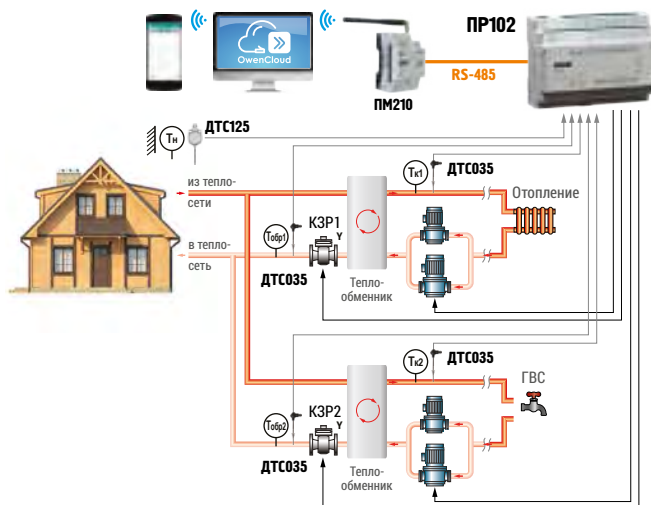 ПР102
OwenCloud
RS-485
ПМ210
Тн
ДТС125
Тк1
ДТС035
из тепло-
сети
Отопление
Тобр1
КЗР1
Y
в тепло-
сеть
ДТС035
Тепло-
обменник
Тк2
ДТС035
ГВС
Тобр2
КЗР2
Y
ДТС035
Тепло-
обменник